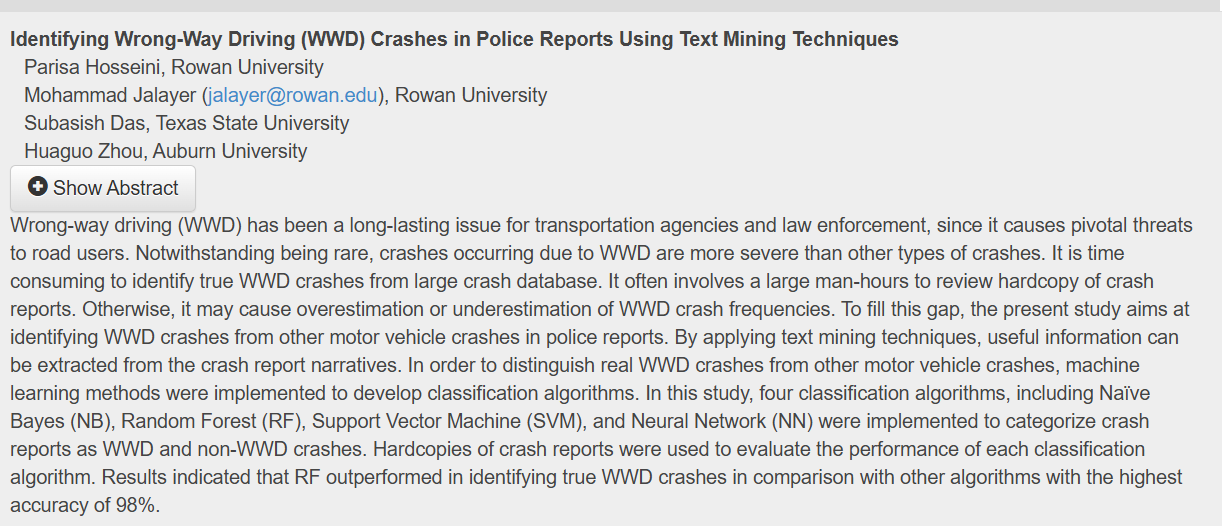 Identifying Wrong-Way Driving (WWD) Crashes in Police Reports Using Text Mining Techniques
Parisa Hosseini, Rowan University
Mohammad Jalayer (jalayer@rowan.edu), Rowan University
Subasish Das, Texas State University
Huaguo Zhou, Auburn University
Show Abstract
Wrong-way driving (WWD) has been a long-lasting issue for transportation agencies and law enforcement, since it causes pivotal threats
to road users. Notwithstanding being rare, crashes occurring due to WWD are more severe than other types of crashes. It is time
consuming to identify true WWD crashes from large crash database. It often involves a large man-hours to review hardcopy of crash
reports. Otherwise, it may cause overestimation or underestimation of WWD crash frequencies. To fill this gap, the present study aims at
identifying WWD crashes from other motor vehicle crashes in police reports. By applying text mining techniques, useful information can
be extracted from the crash report narratives. In order to distinguish real WWD crashes from other motor vehicle crashes, machine
learning methods were implemented to develop classification algorithms. In this study, four classification algorithms, including Naïve
Bayes (NB), Random Forest (RF), Support Vector Machine (SVM), and Neural Network (NN) were implemented to categorize crash
reports as WWD and non-WWD crashes. Hardcopies of crash reports were used to evaluate the performance of each classification
algorithm. Results indicated that RF outperformed in identifying true WWD crashes in comparison with other algorithms with the highest
accuracy of 98%.